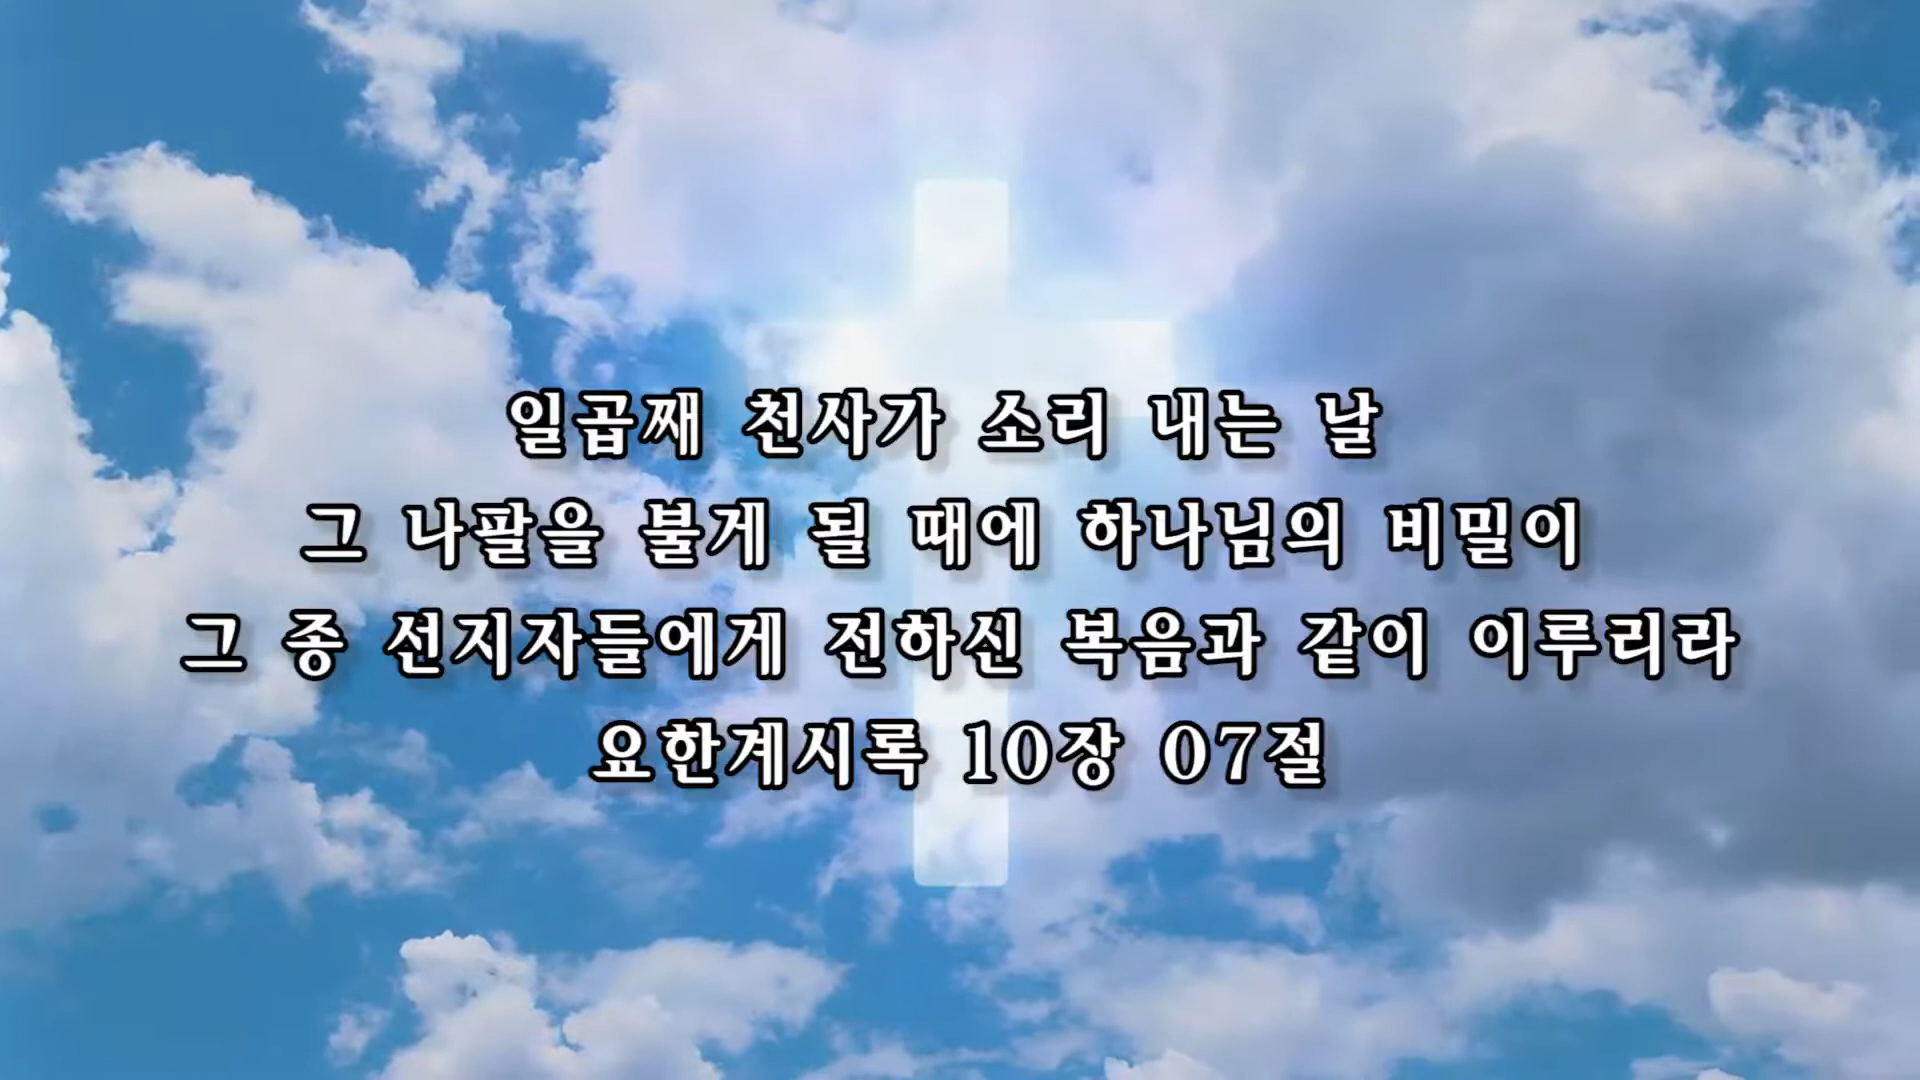 일곱째 천사가 소리 내는 날
그 나팔을 불게 될 때에 하나님의 비밀이
그 종 선지자들에게 전하신 복음과 같이 이루리라
요한계시록 10장 07절